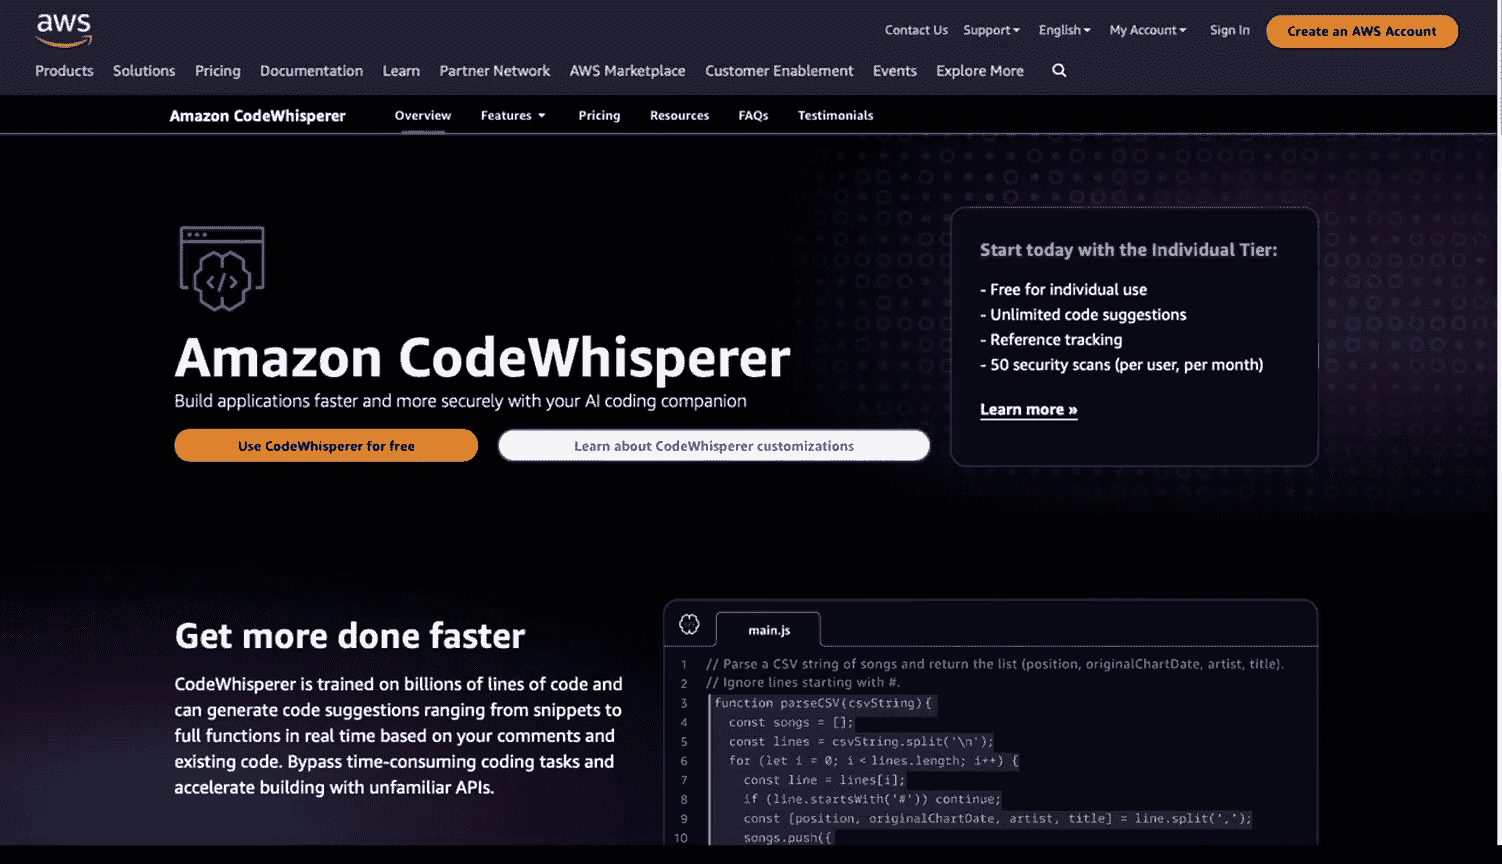 aws
Contact Us Support English My Account Sign In Create an AWS Account
Products Solutions Pricing Documentation Learn Partner Network AWS Marketplace Customer Enablement Events Explore More
Amazon CodeWhisperer Overview Features Pricing Resources FAQs Testimonials
</>
Amazon CodeWhisperer
Build applications faster and more securely with your AI coding companion
Use CodeWhisperer for free Learn about CodeWhisperer customizations
Start today with the Individual Tier:
- Free for individual use
- Unlimited code suggestions
- Reference tracking
- 50 security scans (per user, per month)
Learn more »
Get more done faster
CodeWhisperer is trained on billions of lines of code and
can generate code suggestions ranging from snippets to
full functions in real time based on your comments and
existing code. Bypass time-consuming coding tasks and
accelerate building with unfamiliar APIs.
main.js
1 // Parse a CSV string of songs and return the list (position, originalChartDate, artist, title).
2 // Ignore lines starting with #.
3 function parseCSV(csvString){
4 const songs = [];
5 const lines = csvString.split('\n');
6 for (let i = 0; i < lines.length; i++) {
7 const line = lines[i];
8 if (line.startsWith('#')) continue;
9 const [position, originalChartDate, artist, title] = line.split(',');
10 songs.push({